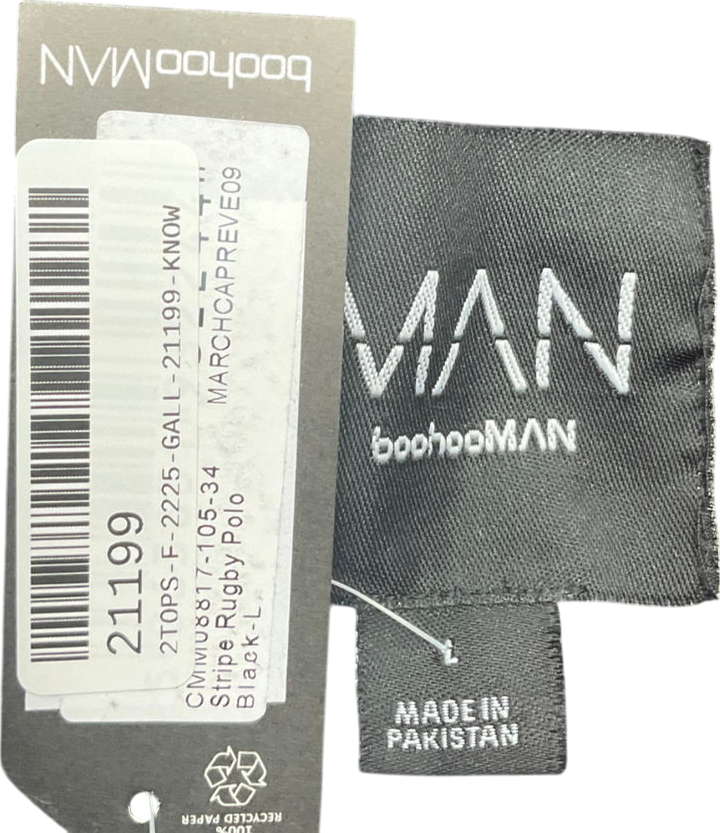 boohooMAN
21199
2TOPS-F-2225-GALL-21199-KNOW
MARCHCAPREVE09
CMM08817-105-34
Stripe Rugby Polo
Black-L
100%
RECYCLED PAPER
MAN
boohooMAN
L
MADE IN
PAKISTAN